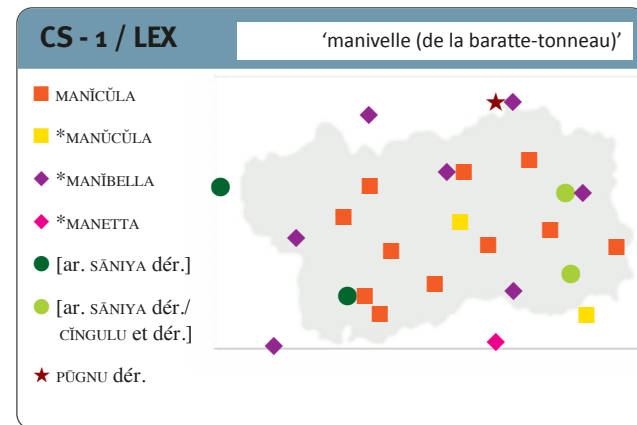 CS - 1 / LEX
‘manivelle (de la baratte-tonneau)’
MANĬCŬLA
*MANŬCŬLA
*MANĬBELLA
*MANETTA
[ar. SĀNIYA dér.]
[ar. SĀNIYA dér./
CĬNGULU et dér.]
PŪGNU dér.